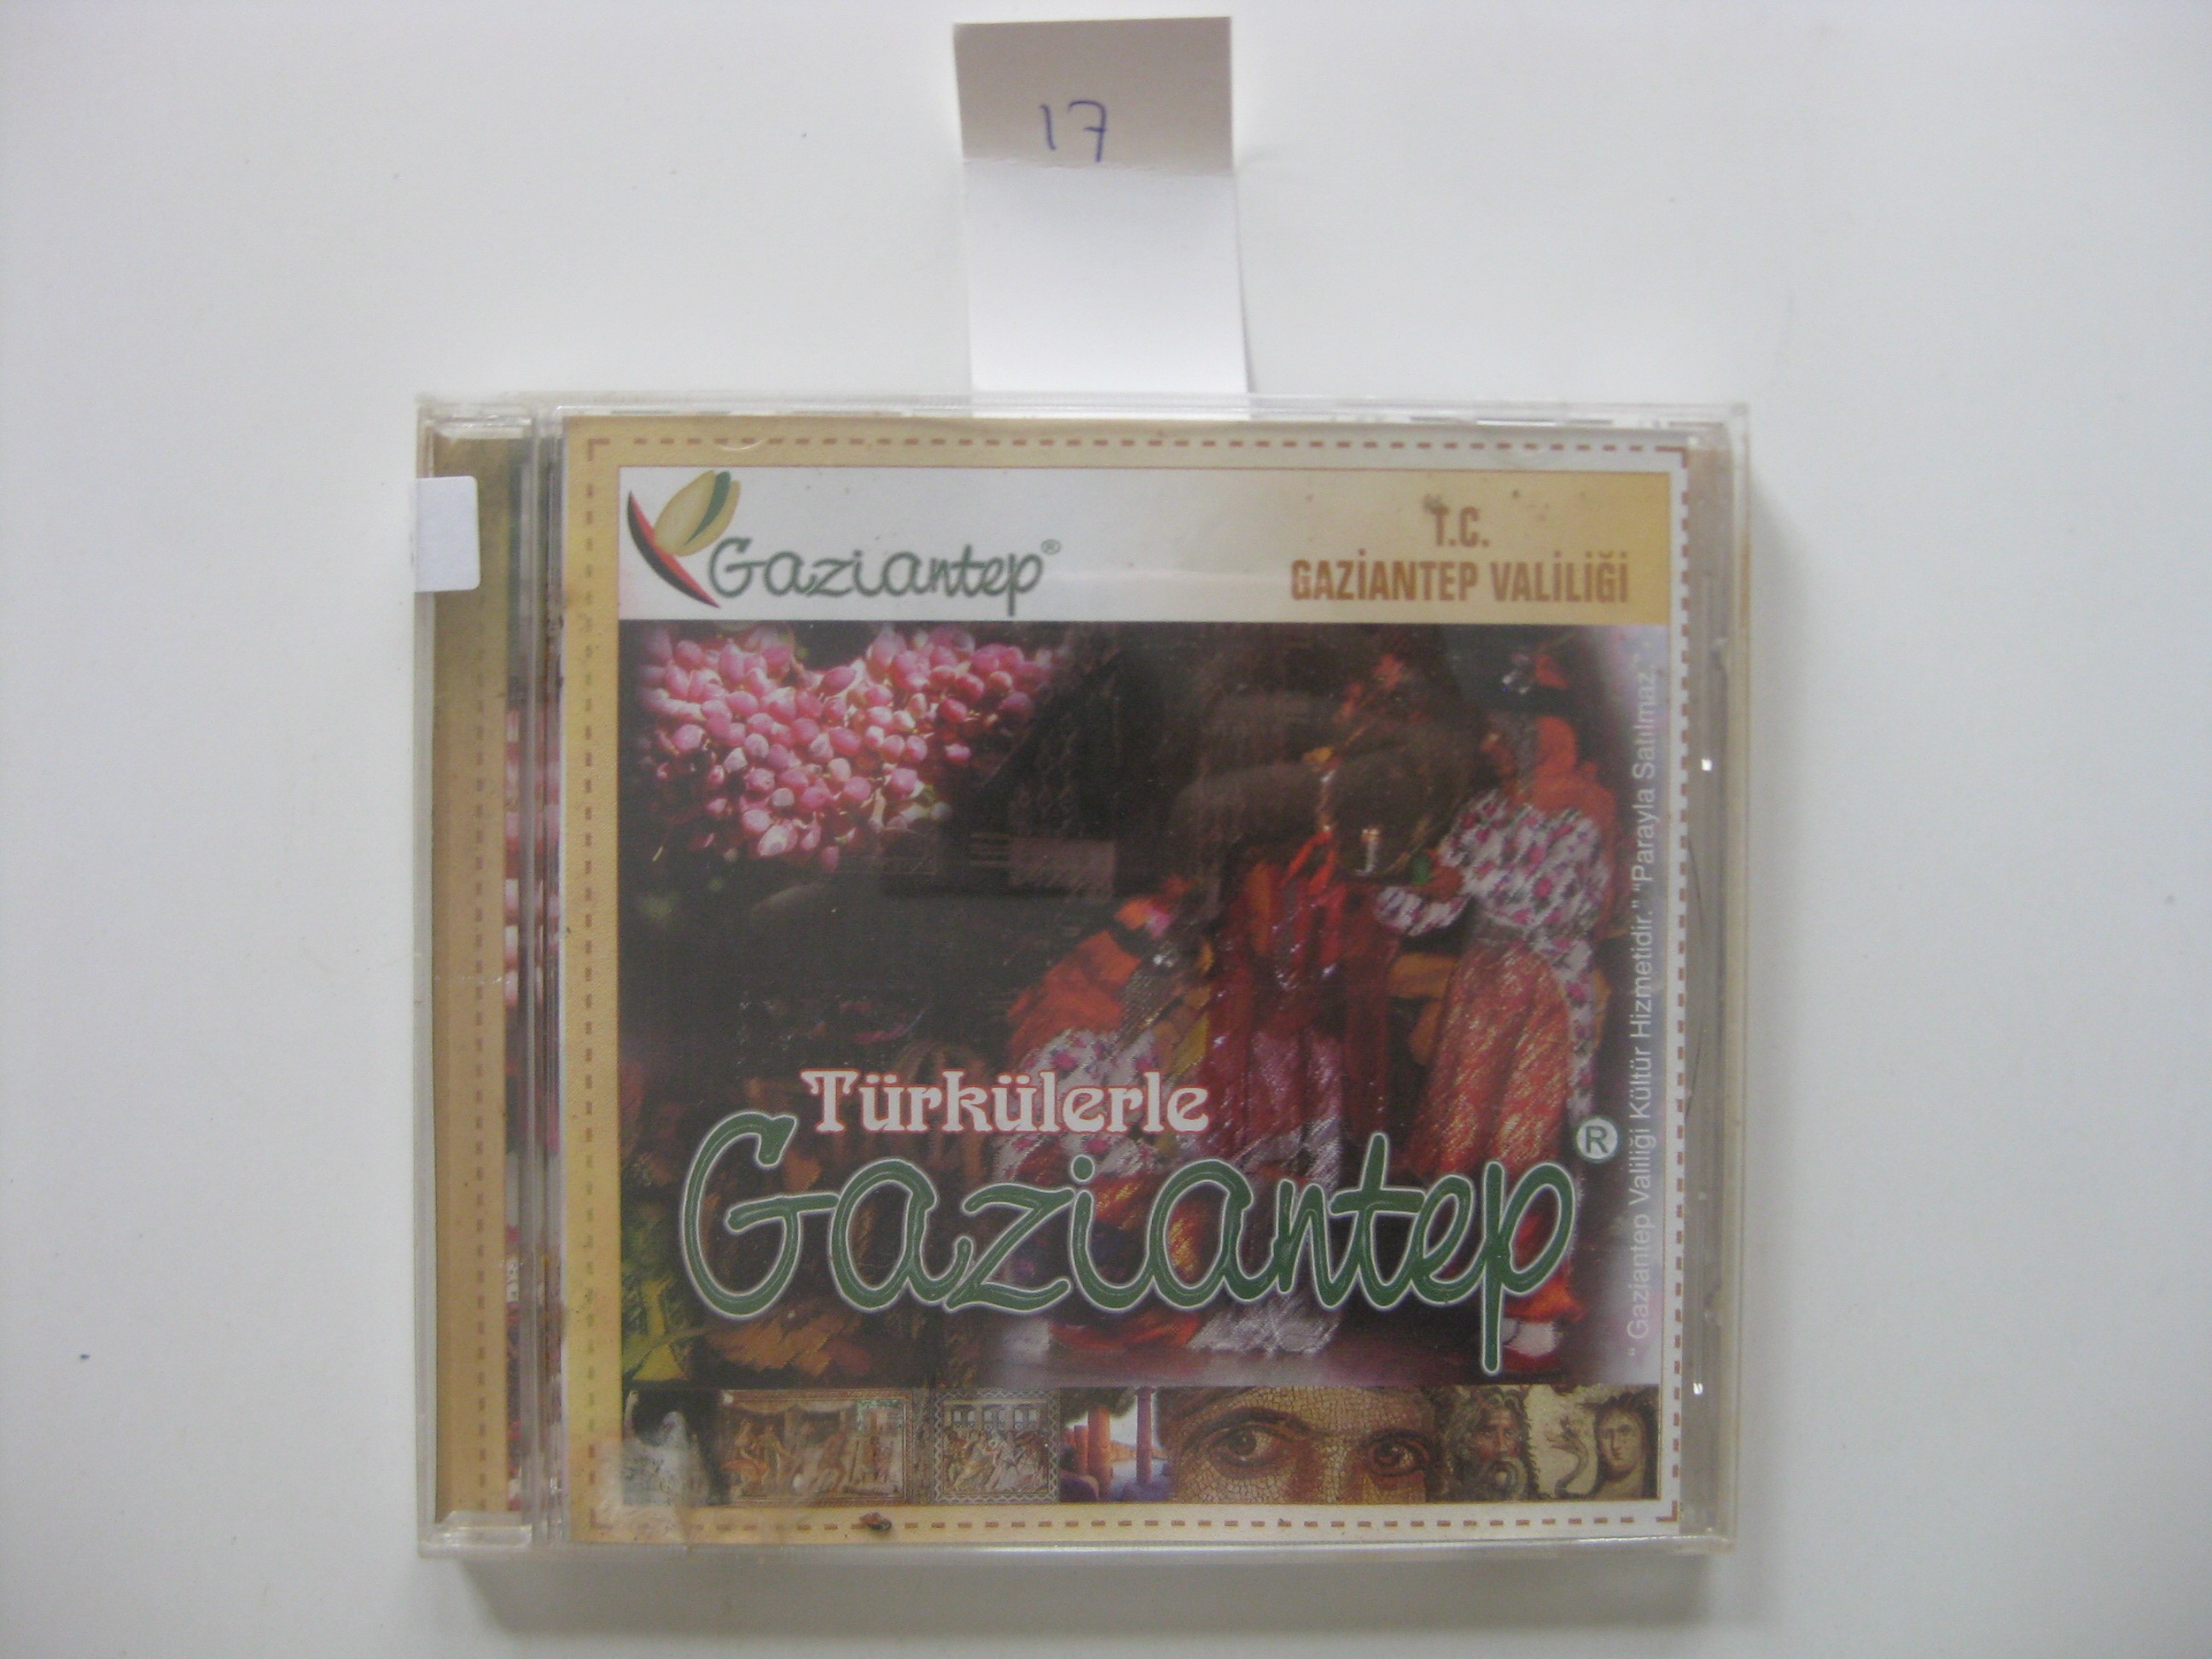 17
Gaziantep®
T.C.
GAZİANTEP VALİLİĞİ
Türkülerle
Gaziantep®
“Gaziantep Valiliği Kültür Hizmetidir.” “Parayla Satılmaz”.